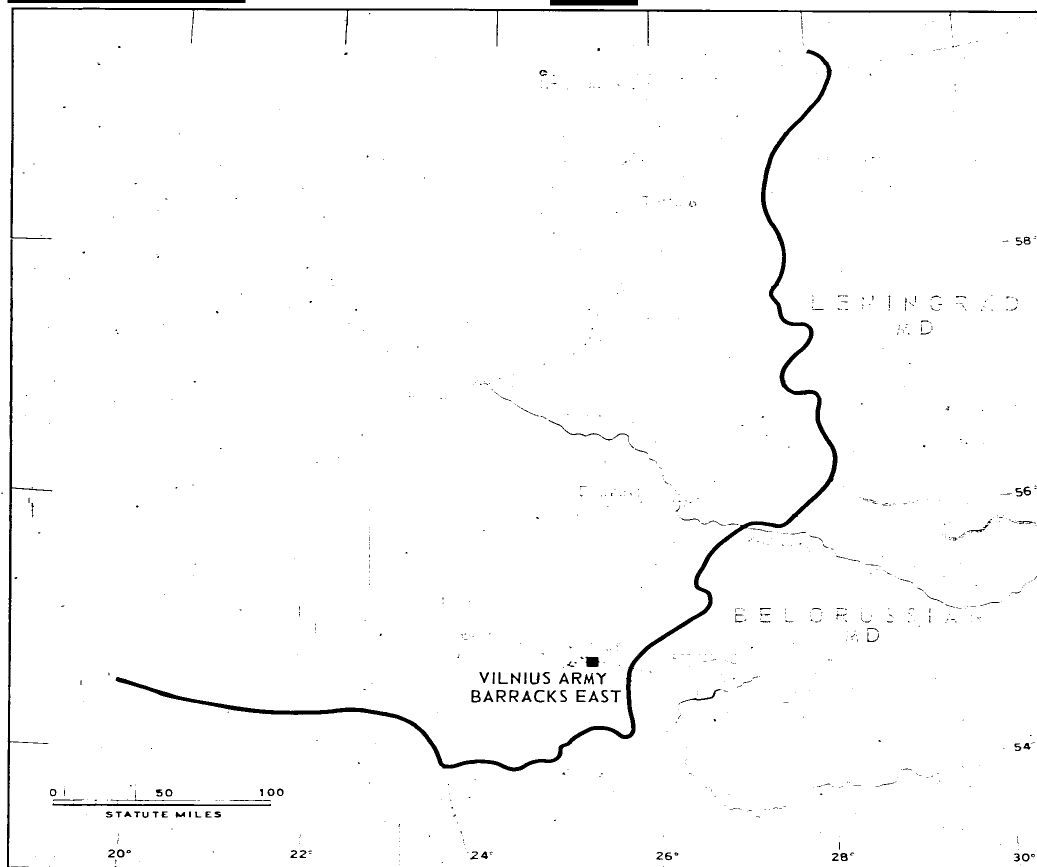 58°
LENINGRAD
MD
56°
BELORUSSIAN
MD
VILNIUS ARMY
BARRACKS EAST
54°
0 50 100
STATUTE MILES
20° 22° 24° 26° 28° 30°